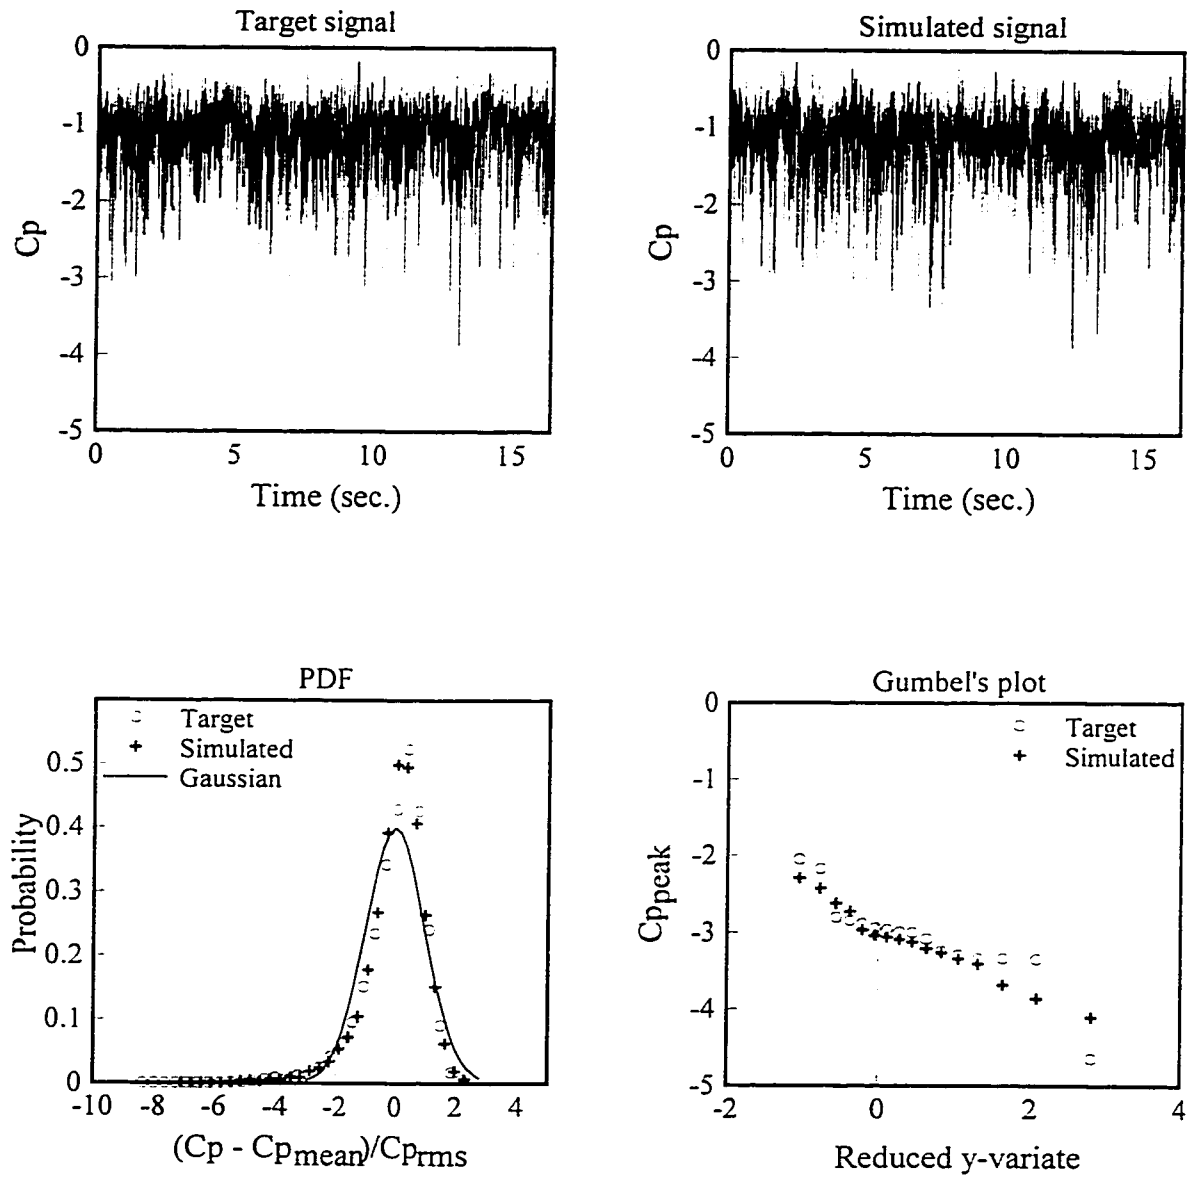 Target signal
0
-1
-2
-3
-4
-5
Cp
0 5 10 15
Time (sec.)
Simulated signal
0
-1
-2
-3
-4
-5
Cp
0 5 10 15
Time (sec.)
PDF
Target
Simulated
Gaussian
0.5
0.4
0.3
0.2
0.1
0
Probability
-10 -8 -6 -4 -2 0 2 4
(Cp - Cpmean)/Cprms
Gumbel's plot
Target
Simulated
0
-1
-2
-3
-4
-5
Cppeak
-2 0 2 4
Reduced y-variate